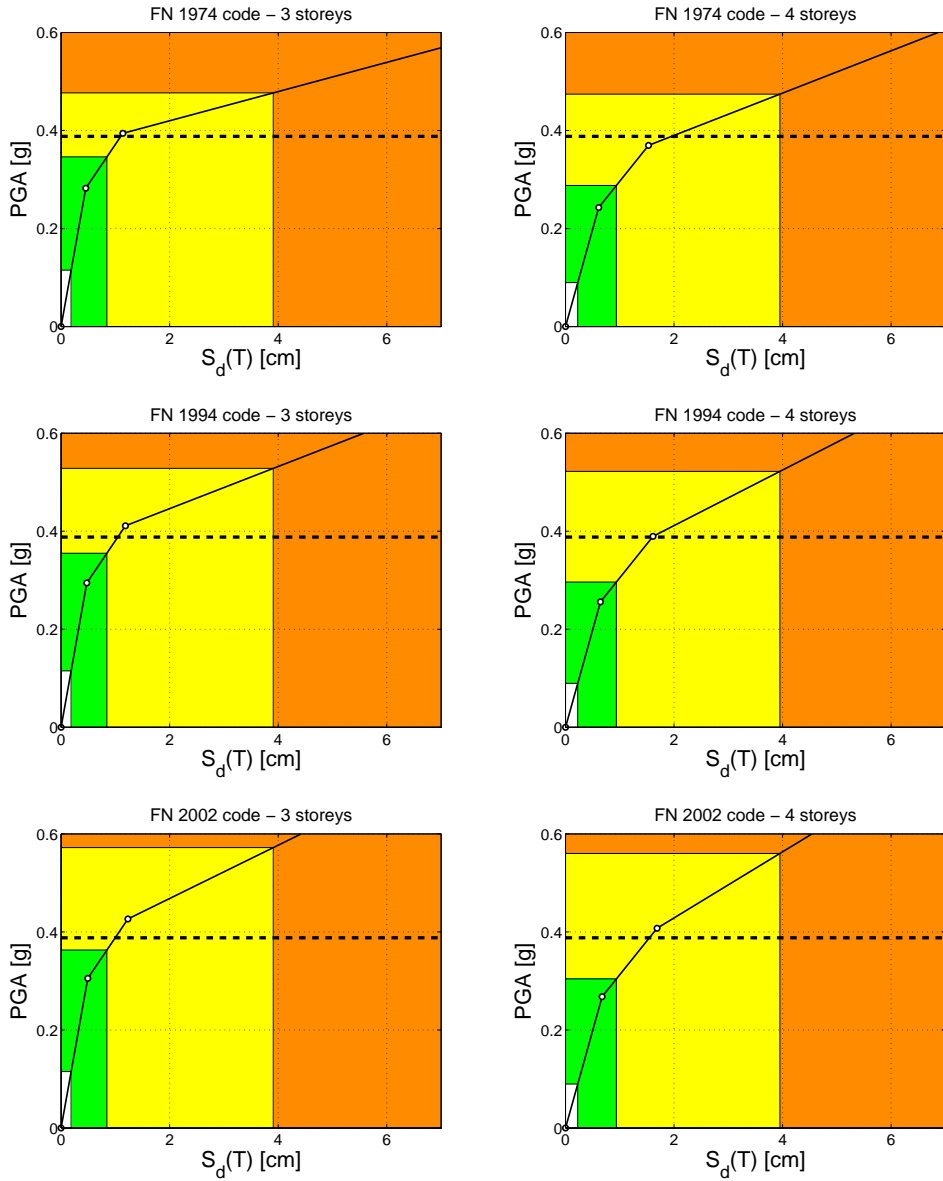 FN 1974 code – 3 storeys
0.6
0.4
0.2
0
PGA [g]
0 2 4 6
S_d(T) [cm]
FN 1974 code – 4 storeys
0.6
0.4
0.2
0
PGA [g]
0 2 4 6
S_d(T) [cm]
FN 1994 code – 3 storeys
0.6
0.4
0.2
0
PGA [g]
0 2 4 6
S_d(T) [cm]
FN 1994 code – 4 storeys
0.6
0.4
0.2
0
PGA [g]
0 2 4 6
S_d(T) [cm]
FN 2002 code – 3 storeys
0.6
0.4
0.2
0
PGA [g]
0 2 4 6
S_d(T) [cm]
FN 2002 code – 4 storeys
0.6
0.4
0.2
0
PGA [g]
0 2 4 6
S_d(T) [cm]